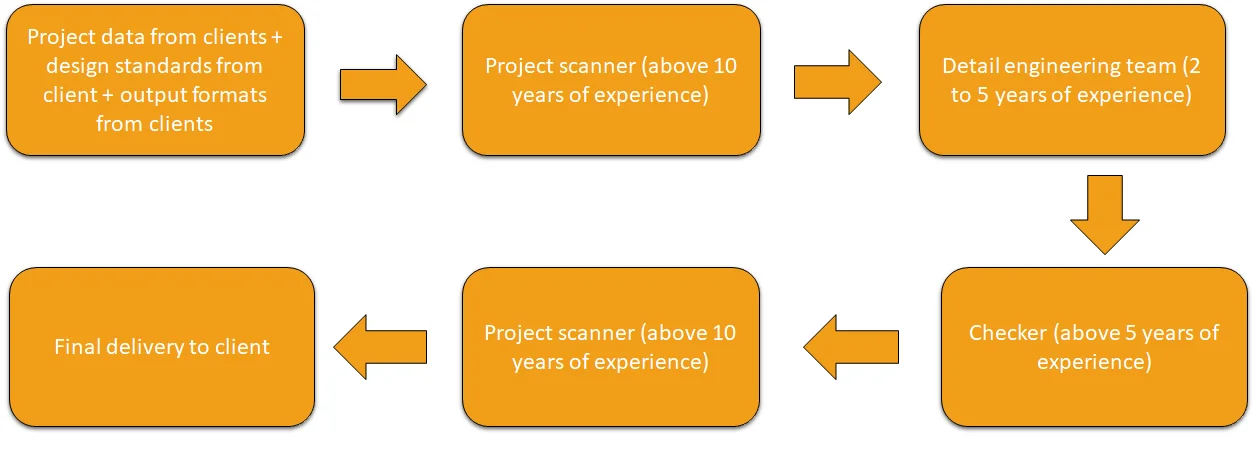 Project data from clients +
design standards from
client + output formats
from clients
Project scanner (above 10
years of experience)
Detail engineering team (2
to 5 years of experience)
Final delivery to client
Project scanner (above 10
years of experience)
Checker (above 5 years of
experience)